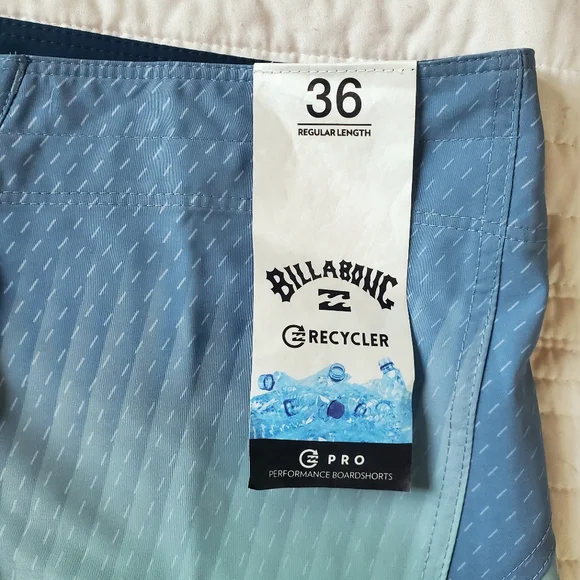 36
REGULAR LENGTH
BILLABONG
RECYCLER
PRO
PERFORMANCE BOARDSHORTS